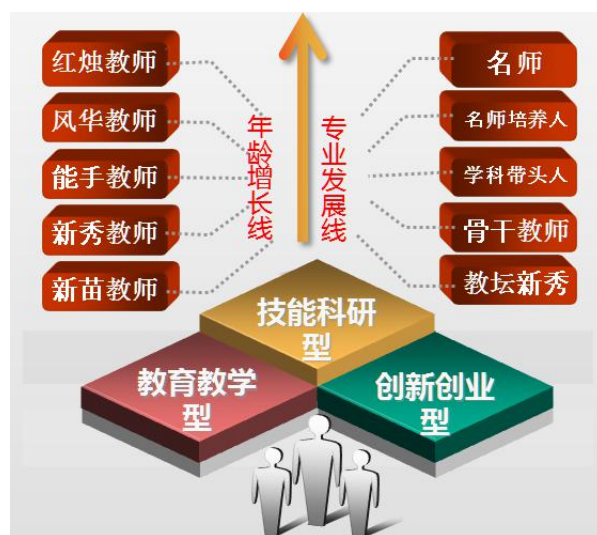 红烛教师
风华教师
能手教师
新秀教师
新苗教师
年龄增长线
专业发展线
名师
名师培养人
学科带头人
骨干教师
教坛新秀
技能科研
型
教育教学
型
创新创业
型